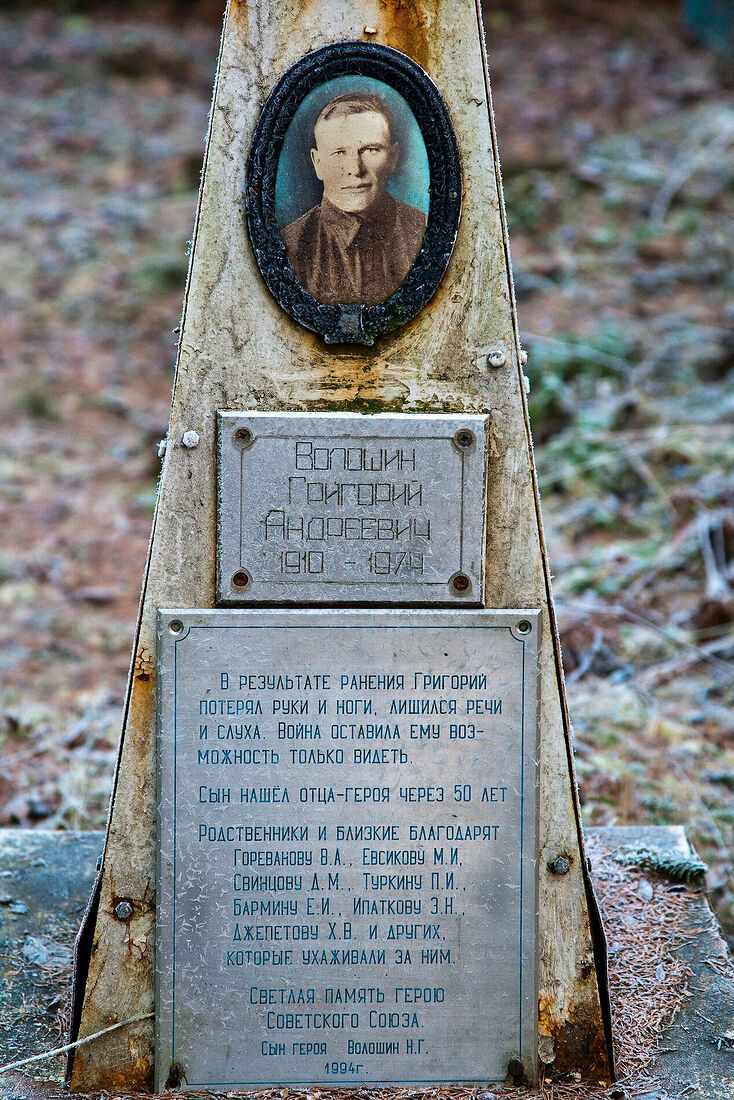 Волошин
Григорий
Андреевич
1910 - 1974
В результате ранения Григорий
потерял руки и ноги, лишился речи
и слуха. Война оставила ему воз-
можность только видеть.
Сын нашёл отца-героя через 50 лет
Родственники и близкие благодарят
Гореванову В.А., Евсикову М.И,
Свинцову Д.М., Туркину П.И.,
Бармину Е.И., Ипаткову З.Н.,
Джепетову Х.В. и других,
которые ухаживали за ним.
Светлая память герою
Советского Союза.
Сын героя Волошин Н.Г.
1994г.